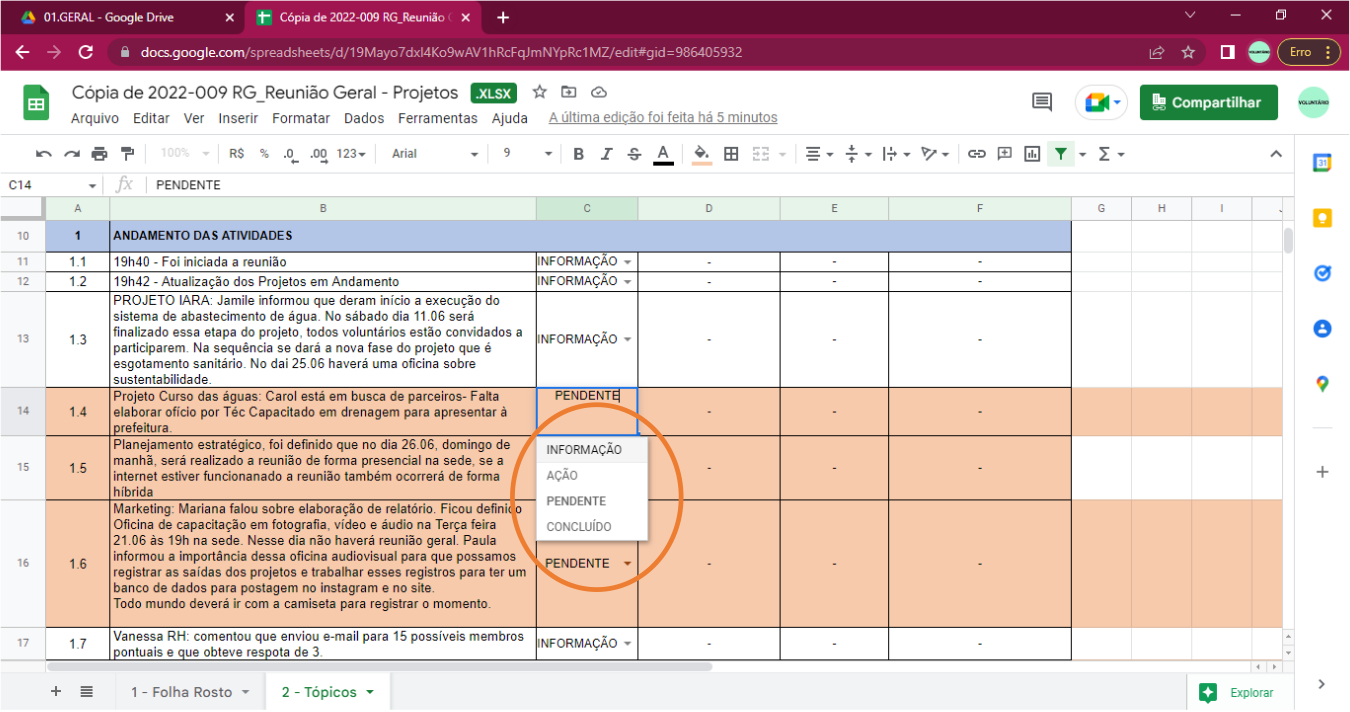 01.GERAL - Google Drive
Cópia de 2022-009 RG_Reunião G
docs.google.com/spreadsheets/d/19Mayo7dxI4Ko9wAV1hRcFqJmNYpRc1MZ/edit#gid=986405932
VOLUNTÁRIO
Erro
Cópia de 2022-009 RG_Reunião Geral - Projetos .XLSX
Arquivo Editar Ver Inserir Formatar Dados Ferramentas Ajuda A última edição foi feita há 5 minutos
Compartilhar
VOLUNTÁRIO
100% R$ % .0 .00 123 Arial 9 B I S A
31
C14 fx PENDENTE
A B C D E F G H I J
10 1 ANDAMENTO DAS ATIVIDADES
11 1.1 19h40 - Foi iniciada a reunião INFORMAÇÃO - - -
12 1.2 19h42 - Atualização dos Projetos em Andamento INFORMAÇÃO - - -
PROJETO IARA: Jamile informou que deram início a execução do
sistema de abastecimento de água. No sábado dia 11.06 será
finalizado essa etapa do projeto, todos voluntários estão convidados a
13 1.3 participarem. Na sequência se dará a nova fase do projeto que é INFORMAÇÃO - - -
esgotamento sanitário. No dai 25.06 haverá uma oficina sobre
sustentabilidade.
Projeto Curso das águas: Carol está em busca de parceiros- Falta PENDENTE
14 1.4 elaborar ofício por Téc Capacitado em drenagem para apresentar à - - -
prefeitura.
Planejamento estratégico, foi definido que no dia 26.06, domingo de INFORMAÇÃO
15 1.5 manhã, será realizado a reunião de forma presencial na sede, se a - - -
internet estiver funcionanado a reunião também ocorrerá de forma AÇÃO
híbrida PENDENTE
Marketing: Mariana falou sobre elaboração de relatório. Ficou definido
Oficina de capacitação em fotografia, vídeo e áudio na Terça feira CONCLUÍDO
21.06 às 19h na sede. Nesse dia não haverá reunião geral. Paula
16 1.6 informou a importância dessa oficina audiovisual para que possamos PENDENTE - - -
registrar as saídas dos projetos e trabalhar esses registros para ter um
banco de dados para postagem no instagram e no site.
Todo mundo deverá ir com a camiseta para registrar o momento.
17 1.7 Vanessa RH: comentou que enviou e-mail para 15 possíveis membros INFORMAÇÃO - - -
pontuais e que obteve respota de 3.
1 - Folha Rosto 2 - Tópicos Explorar